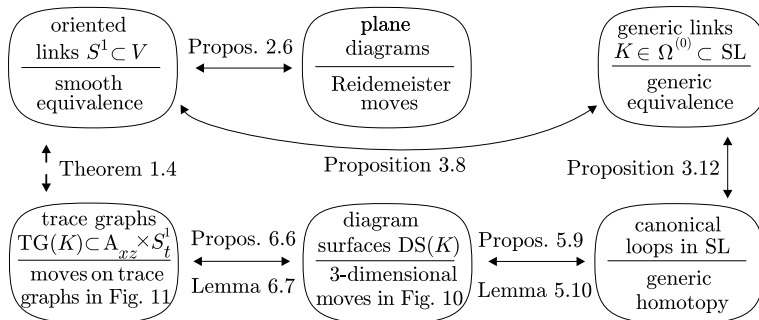 oriented
links S¹ ⊂ V
smooth
equivalence
Propos. 2.6
plane
diagrams
Reidemeister
moves
generic links
K ∈ Ω⁽⁰⁾ ⊂ SL
generic
equivalence
Theorem 1.4
Proposition 3.8
Proposition 3.12
trace graphs
TG(K)⊂A_xz×S¹_t
moves on trace
graphs in Fig. 11
Propos. 6.6
Lemma 6.7
diagram
surfaces DS(K)
3-dimensional
moves in Fig. 10
Propos. 5.9
Lemma 5.10
canonical
loops in SL
generic
homotopy